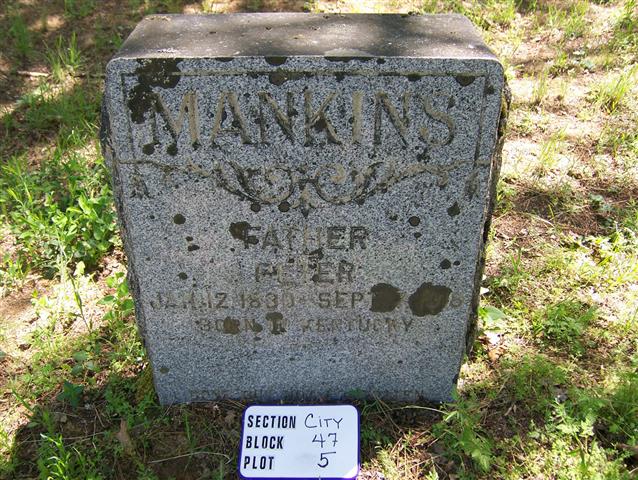 MANKINS
FATHER
PETER
JAN. 12 1830 SEPT
BORN IN KENTUCKY
SECTION City
BLOCK 47
PLOT 5